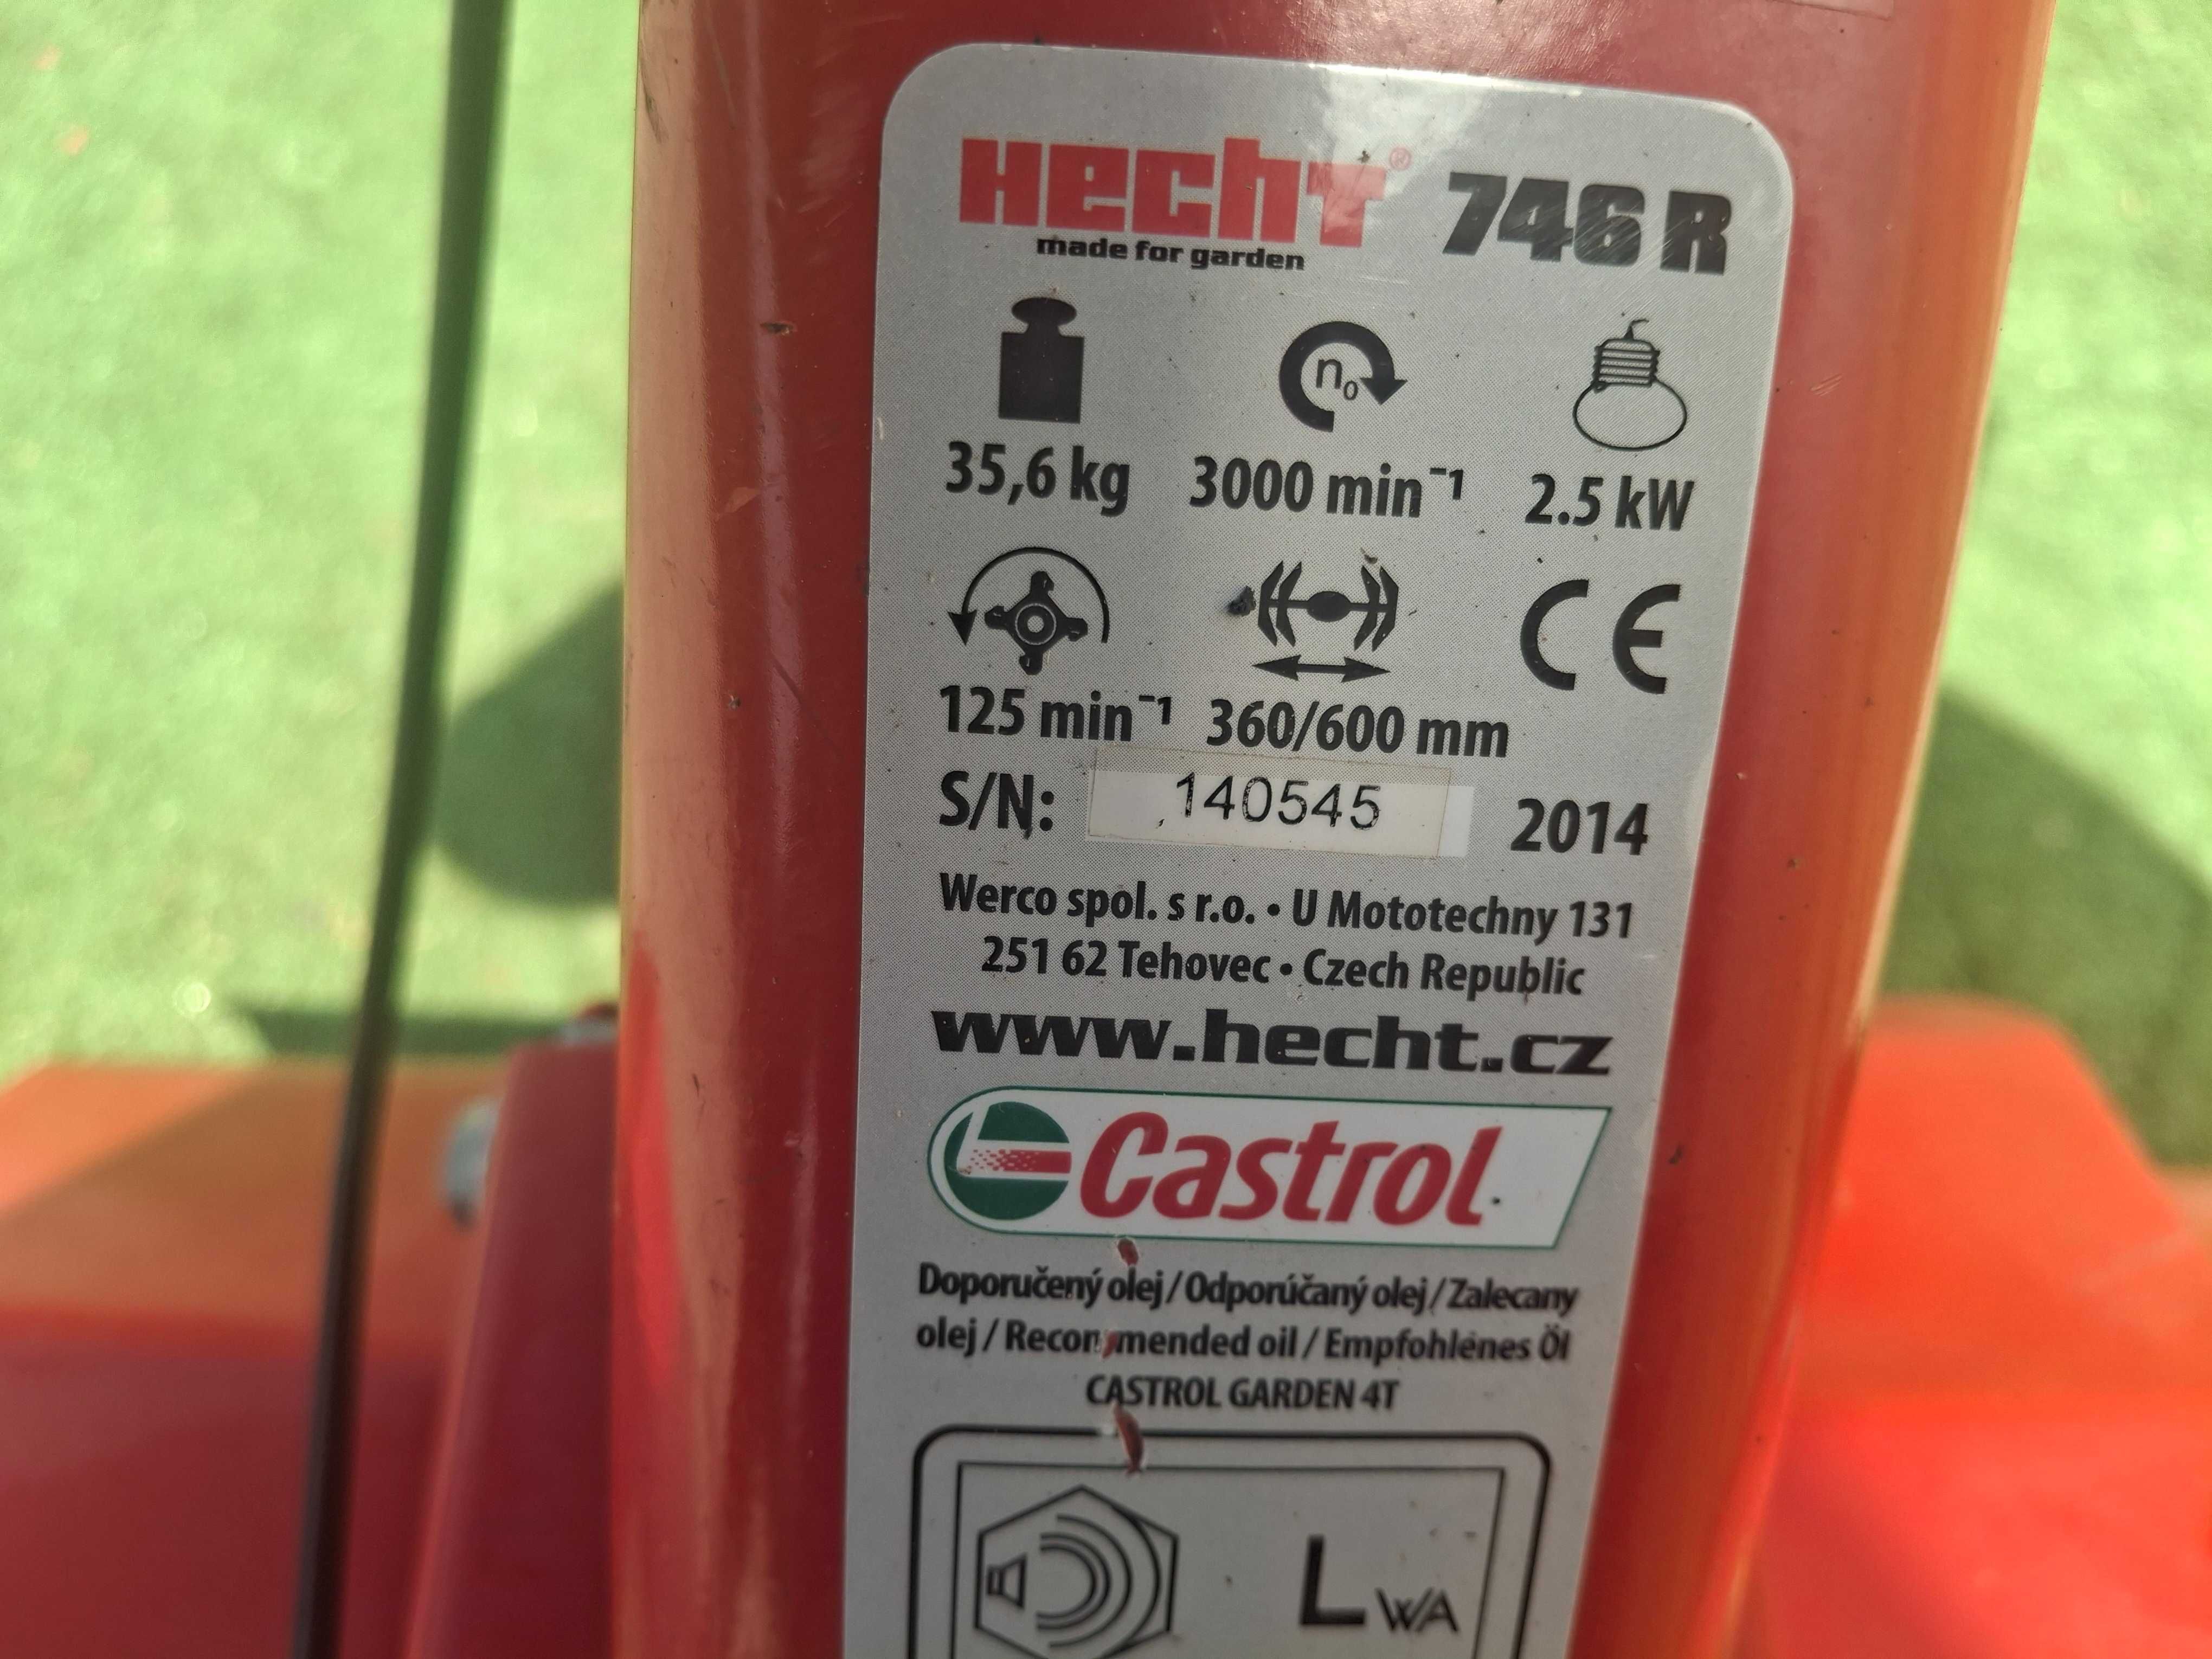 Hecht® 746 R
made for garden
n0
35,6 kg 3000 min⁻¹ 2.5 kW
CE
125 min⁻¹ 360/600 mm
S/N: 140545 2014
Werco spol. s r.o. • U Mototechny 131
251 62 Tehovec • Czech Republic
www.hecht.cz
Castrol
Doporučený olej / Odporúčaný olej / Zalecany
olej / Recommended oil / Empfohlenes Öl
CASTROL GARDEN 4T
LWA